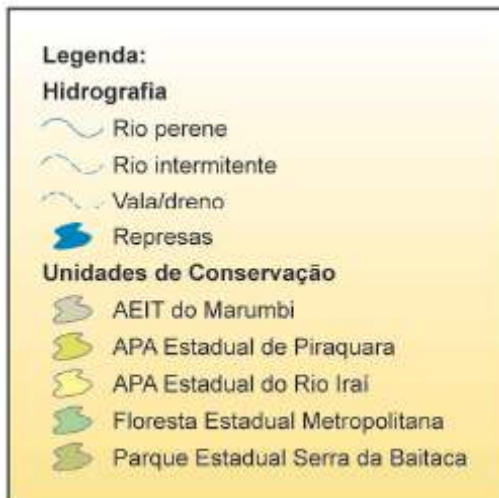 Legenda:
Hidrografia
Rio perene
Rio intermitente
Vala/dreno
Represas
Unidades de Conservação
AEIT do Marumbi
APA Estadual de Piraquara
APA Estadual do Rio Iraí
Floresta Estadual Metropolitana
Parque Estadual Serra da Baitaca